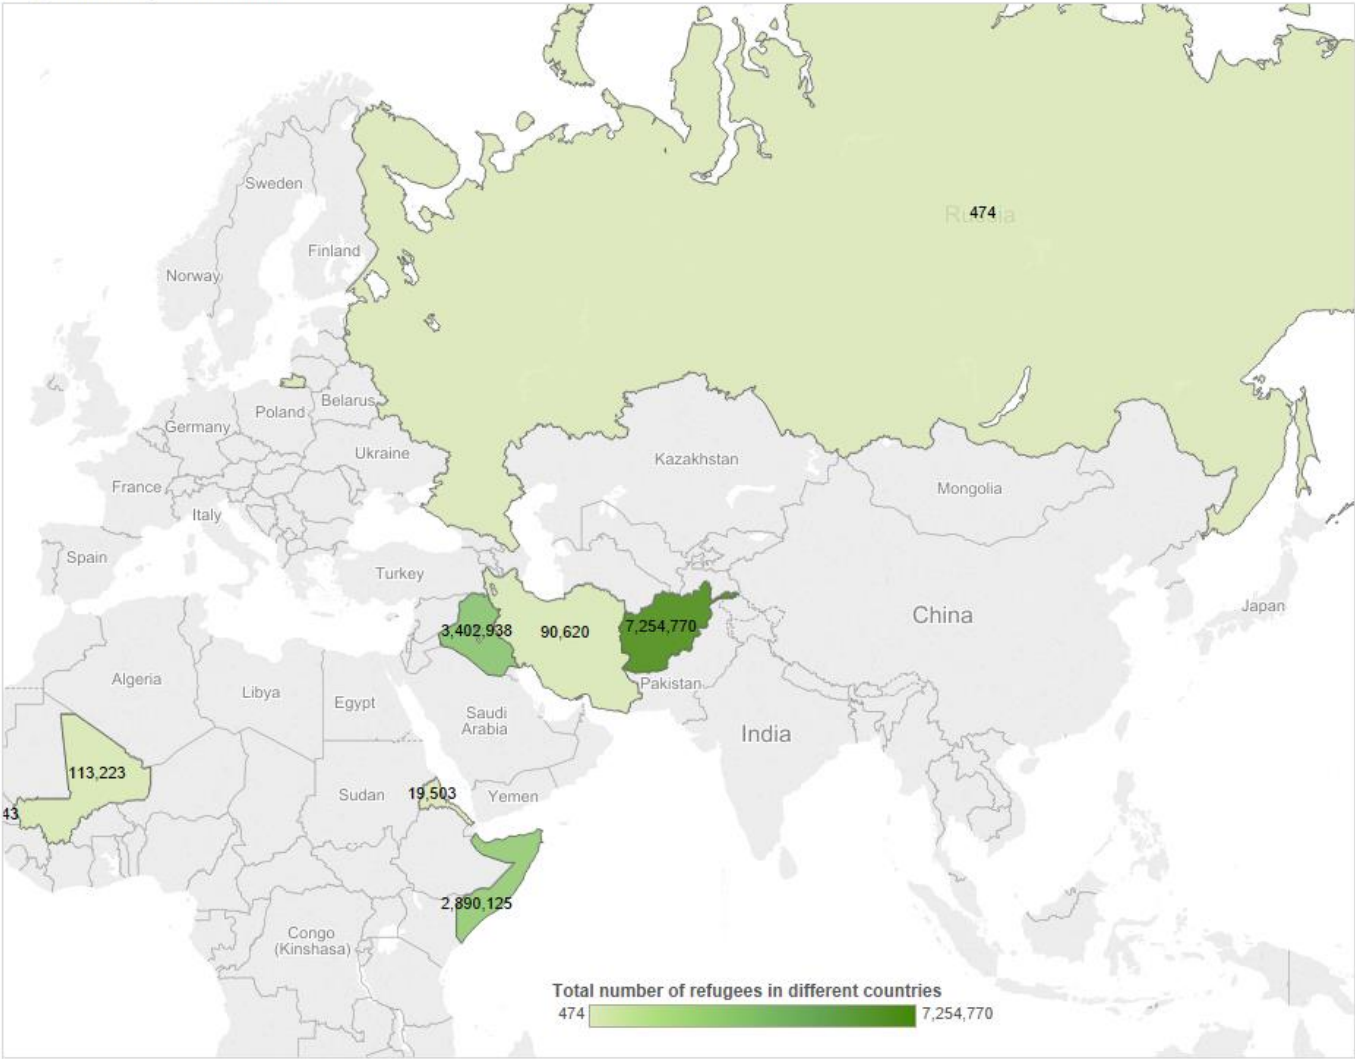 Sweden
Russia
474
Finland
Norway
Belarus
Poland
Germany
Ukraine
Kazakhstan
France
Mongolia
Italy
Spain
Turkey
China
Japan
3,402,938
90,620
7,254,770
Algeria
Pakistan
Libya
Egypt
Saudi
Arabia
India
113,223
19,503
Sudan
Yemen
43
2,890,125
Congo
(Kinshasa)
Total number of refugees in different countries
474
7,254,770